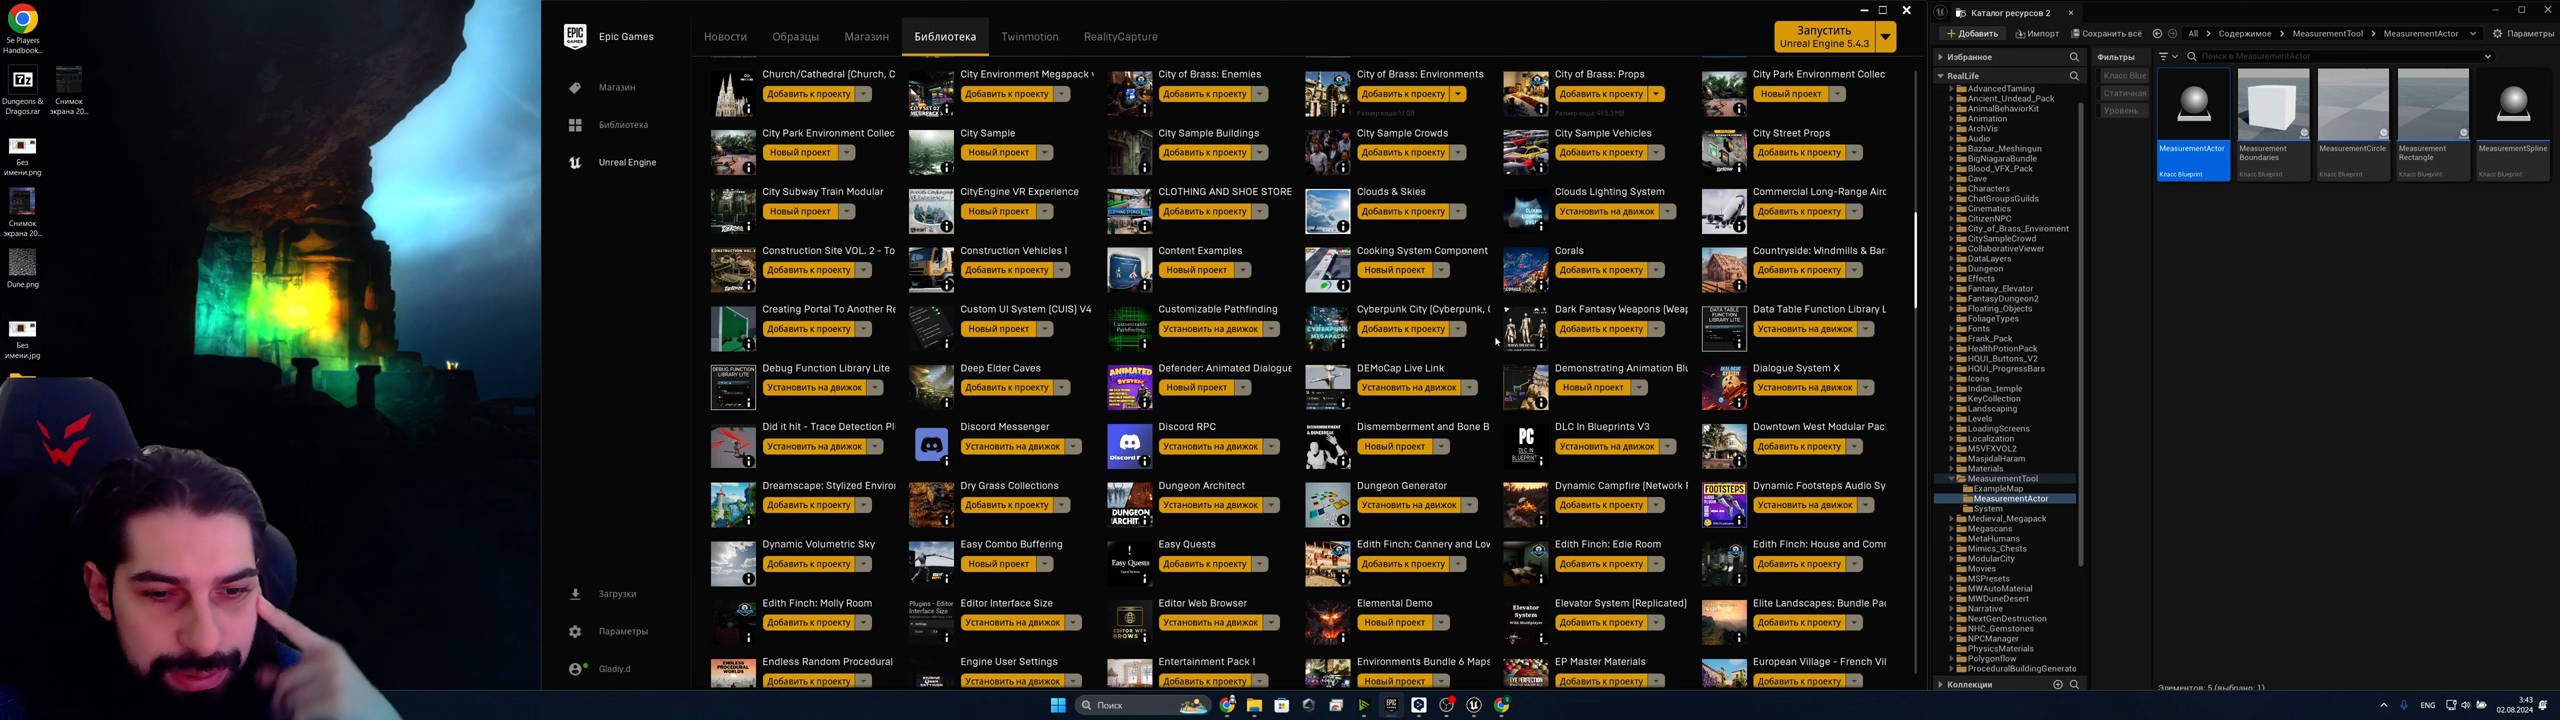 5e Players
Handbook...
Dungeons &
Dragos.rar
Снимок
экрана 20...
Без
имени.png
Снимок
экрана 20...
Dune.png
Без
имени.jpg
EPIC
GAMES
Epic Games
Магазин
Библиотека
Unreal Engine
Загрузки
Параметры
Gladiy.d
Новости
Образцы
Магазин
Библиотека
Twinmotion
RealityCapture
Запустить
Unreal Engine 5.4.3
Church/Cathedral (Church, C
City Environment Megapack v
City of Brass: Enemies
City of Brass: Environments
City of Brass: Props
City Park Environment Collec
Добавить к проекту
Добавить к проекту
Добавить к проекту
Добавить к проекту
Добавить к проекту
Новый проект
City Park Environment Collec
City Sample
City Sample Buildings
City Sample Crowds
City Sample Vehicles
City Street Props
Новый проект
Новый проект
Добавить к проекту
Добавить к проекту
Добавить к проекту
Добавить к проекту
City Subway Train Modular
CityEngine VR Experience
CLOTHING AND SHOE STORE
Clouds & Skies
Clouds Lighting System
Commercial Long-Range Airc
Новый проект
Новый проект
Добавить к проекту
Добавить к проекту
Установить на движок
Добавить к проекту
Construction Site VOL. 2 - To
Construction Vehicles 1
Content Examples
Cooking System Component
Corals
Countryside: Windmills & Bar
Добавить к проекту
Добавить к проекту
Новый проект
Новый проект
Добавить к проекту
Добавить к проекту
Creating Portal To Another Re
Custom UI System (CUIS) V4
Customizable Pathfinding
Cyberpunk City (Cyberpunk, C
Dark Fantasy Weapons (Weap
Data Table Function Library L
Добавить к проекту
Новый проект
Установить на движок
Добавить к проекту
Добавить к проекту
Установить на движок
Debug Function Library Lite
Deep Elder Caves
Defender: Animated Dialogue
DEMoCap Live Link
Demonstrating Animation Blu
Dialogue System X
Установить на движок
Добавить к проекту
Новый проект
Установить на движок
Новый проект
Установить на движок
Did it hit - Trace Detection Pl
Discord Messenger
Discord RPC
Dismemberment and Bone B
DLC In Blueprints V3
Downtown West Modular Pac
Установить на движок
Установить на движок
Установить на движок
Новый проект
Установить на движок
Добавить к проекту
Dreamscape: Stylized Enviror
Dry Grass Collections
Dungeon Architect
Dungeon Generator
Dynamic Campfire (Network F
Dynamic Footsteps Audio Sy
Добавить к проекту
Добавить к проекту
Установить на движок
Установить на движок
Добавить к проекту
Установить на движок
Dynamic Volumetric Sky
Easy Combo Buffering
Easy Quests
Edith Finch: Cannery and Low
Edith Finch: Edie Room
Edith Finch: House and Comr
Добавить к проекту
Новый проект
Добавить к проекту
Добавить к проекту
Добавить к проекту
Добавить к проекту
Edith Finch: Molly Room
Editor Interface Size
Editor Web Browser
Elemental Demo
Elevator System (Replicated)
Elite Landscapes: Bundle Pac
Добавить к проекту
Установить на движок
Установить на движок
Новый проект
Добавить к проекту
Добавить к проекту
Endless Random Procedural
Engine User Settings
Entertainment Pack 1
Environments Bundle 6 Maps
EP Master Materials
European Village - French Vil
Добавить к проекту
Установить на движок
Добавить к проекту
Новый проект
Добавить к проекту
Добавить к проекту
Каталог ресурсов 2
Добавить
Импорт
Сохранить всё
All
Содержимое
MeasurementTool
MeasurementActor
Параметры
Избранное
RealLife
AdvancedTaming
Ancient_Undead_Pack
AnimalBehaviorKit
Animation
ArchVis
Audio
Bazaar_Meshingun
BigNiagaraBundle
Blood_VFX_Pack
Cave
Characters
ChatGroupsGuilds
Cinematics
CitizenNPC
City_of_Brass_Enviroment
CitySampleCrowd
CollaborativeViewer
DataLayers
Dungeon
Effects
Fantasy_Elevator
FantasyDungeon2
Floating_Objects
FoliageTypes
Fonts
Frank_Pack
HealthPotionPack
HQUI_Buttons_V2
HQUI_ProgressBars
Icons
Indian_temple
KeyCollection
Landscaping
Levels
LoadingScreens
Localization
M5VFXVOL2
MasjidalHaram
Materials
MeasurementTool
ExampleMap
MeasurementActor
System
Medieval_Megapack
Megascans
MetaHumans
Mimics_Chests
ModularCity
Movies
MSPresets
MWAutoMaterial
MWDuneDesert
Narrative
NextGenDestruction
NHC_Gemstones
NPCManager
PhysicsMaterials
Polygonflow
ProceduralBuildingGenerato
Коллекции
Фильтры
Класс Blue
Статичная
Уровень
Поиск в MeasurementActor
MeasurementActor
Класс Blueprint
Measurement
Boundaries
Класс Blueprint
MeasurementCircle
Класс Blueprint
Measurement
Rectangle
Класс Blueprint
MeasurementSpline
Класс Blueprint
Элементов: 5 (выбрано: 1)
Поиск
ENG
3:43
02.08.2024